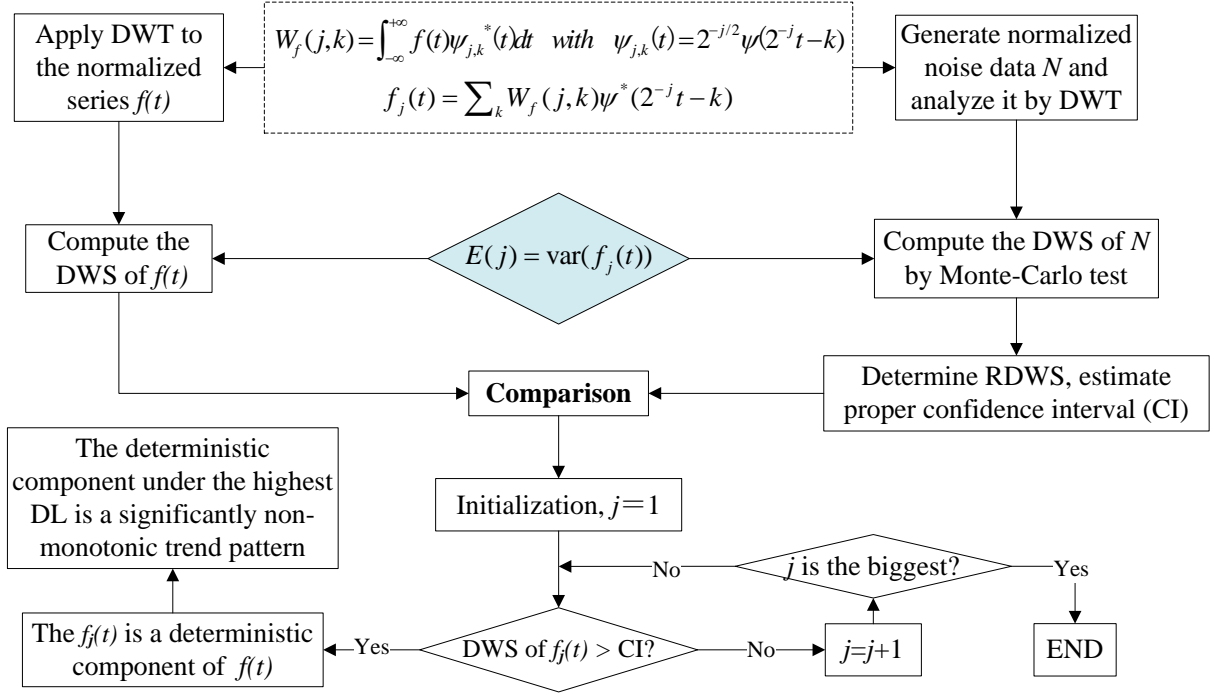 Apply DWT to
the normalized
series f(t)
W_f(j,k)=∫_{-∞}^{+∞} f(t)ψ_{j,k}*(t)dt with ψ_{j,k}(t)=2^{-j/2}ψ(2^{-j}t-k)
f_j(t)=∑_k W_f(j,k)ψ*(2^{-j}t-k)
Generate normalized
noise data N and
analyze it by DWT
Compute the
DWS of f(t)
E(j)=var(f_j(t))
Compute the DWS of N
by Monte-Carlo test
Comparison
Determine RDWS, estimate
proper confidence interval (CI)
The deterministic
component under the highest
DL is a significantly non-
monotonic trend pattern
Initialization, j=1
No
j is the biggest?
Yes
The f_j(t) is a deterministic
component of f(t)
Yes
DWS of f_j(t) > CI?
No
j=j+1
END